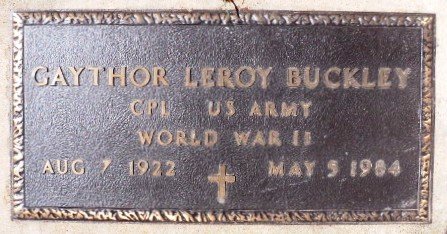 GAYTHOR LEROY BUCKLEY
CPL US ARMY
WORLD WAR II
AUG 7 1922 MAY 5 1984